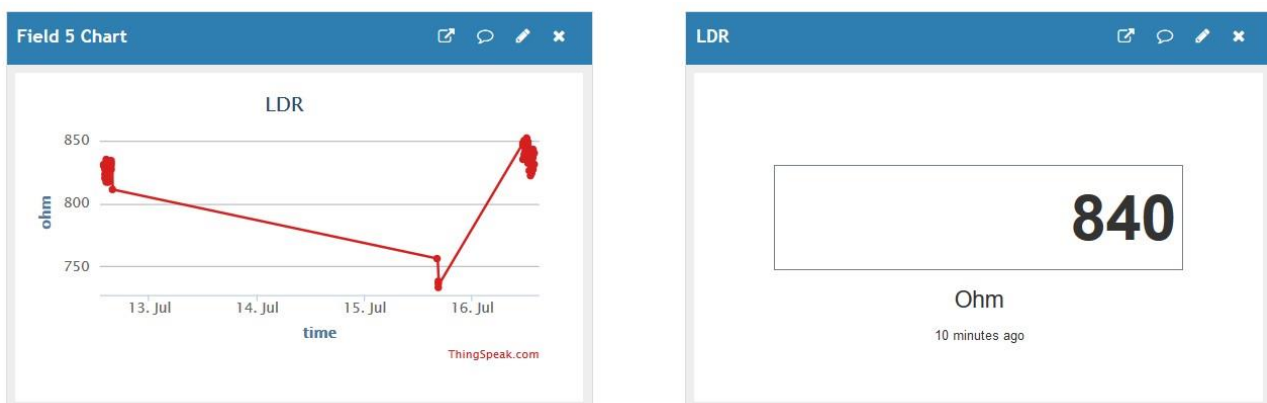 Field 5 Chart
LDR
850
800
750
ohm
13. Jul
14. Jul
15. Jul
16. Jul
time
ThingSpeak.com
LDR
840
Ohm
10 minutes ago